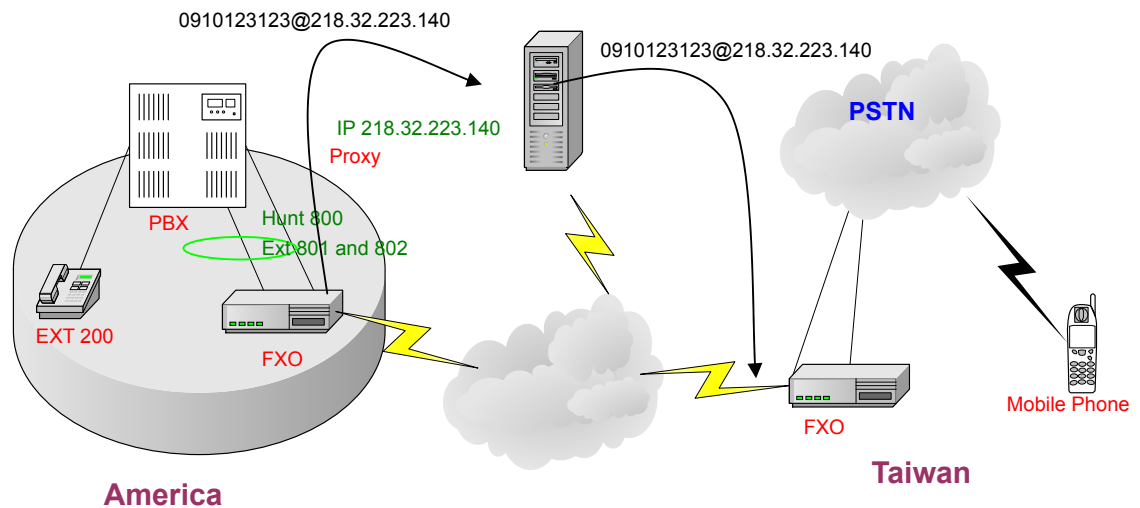 0910123123@218.32.223.140
0910123123@218.32.223.140
PSTN
IP 218.32.223.140
Proxy
PBX
Hunt 800
Ext 801 and 802
EXT 200
FXO
FXO
Mobile Phone
Taiwan
America